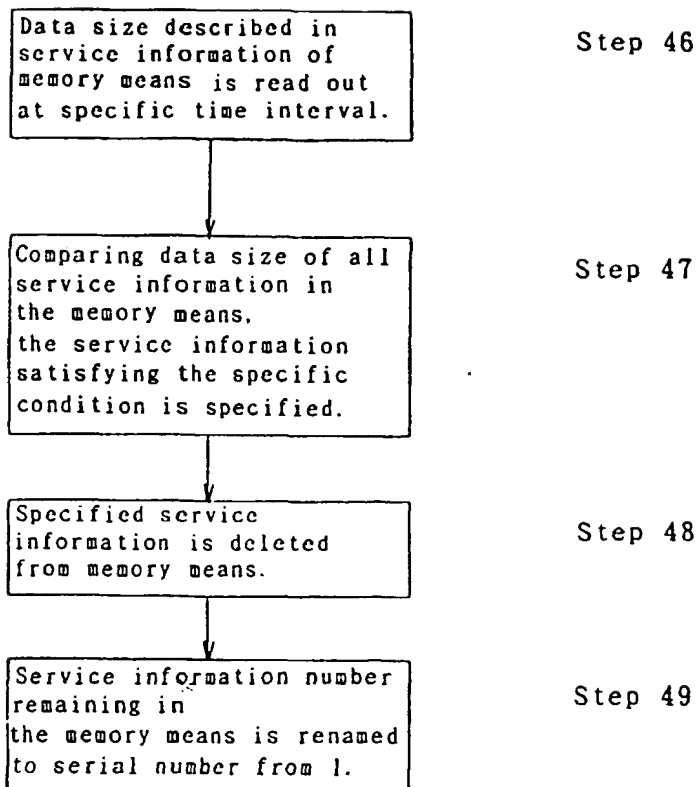 Data size described in
service information of
memory means is read out
at specific time interval.
Step 46
Comparing data size of all
service information in
the memory means,
the service information
satisfying the specific
condition is specified.
Step 47
Specified service
information is deleted
from memory means.
Step 48
Service information number
remaining in
the memory means is renamed
to serial number from 1.
Step 49